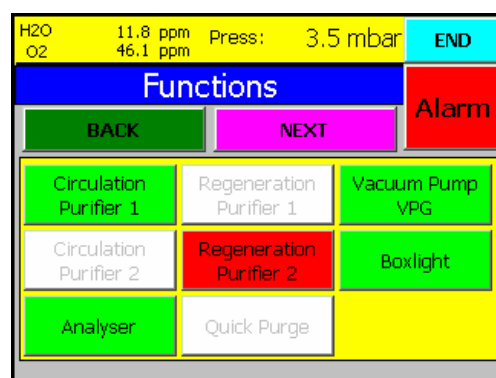 H2O 11.8 ppm Press: 3.5 mbar END
O2 46.1 ppm
Functions
Alarm
BACK NEXT
Circulation Purifier 1
Regeneration Purifier 1
Vacuum Pump VPG
Circulation Purifier 2
Regeneration Purifier 2
Boxlight
Analyser
Quick Purge